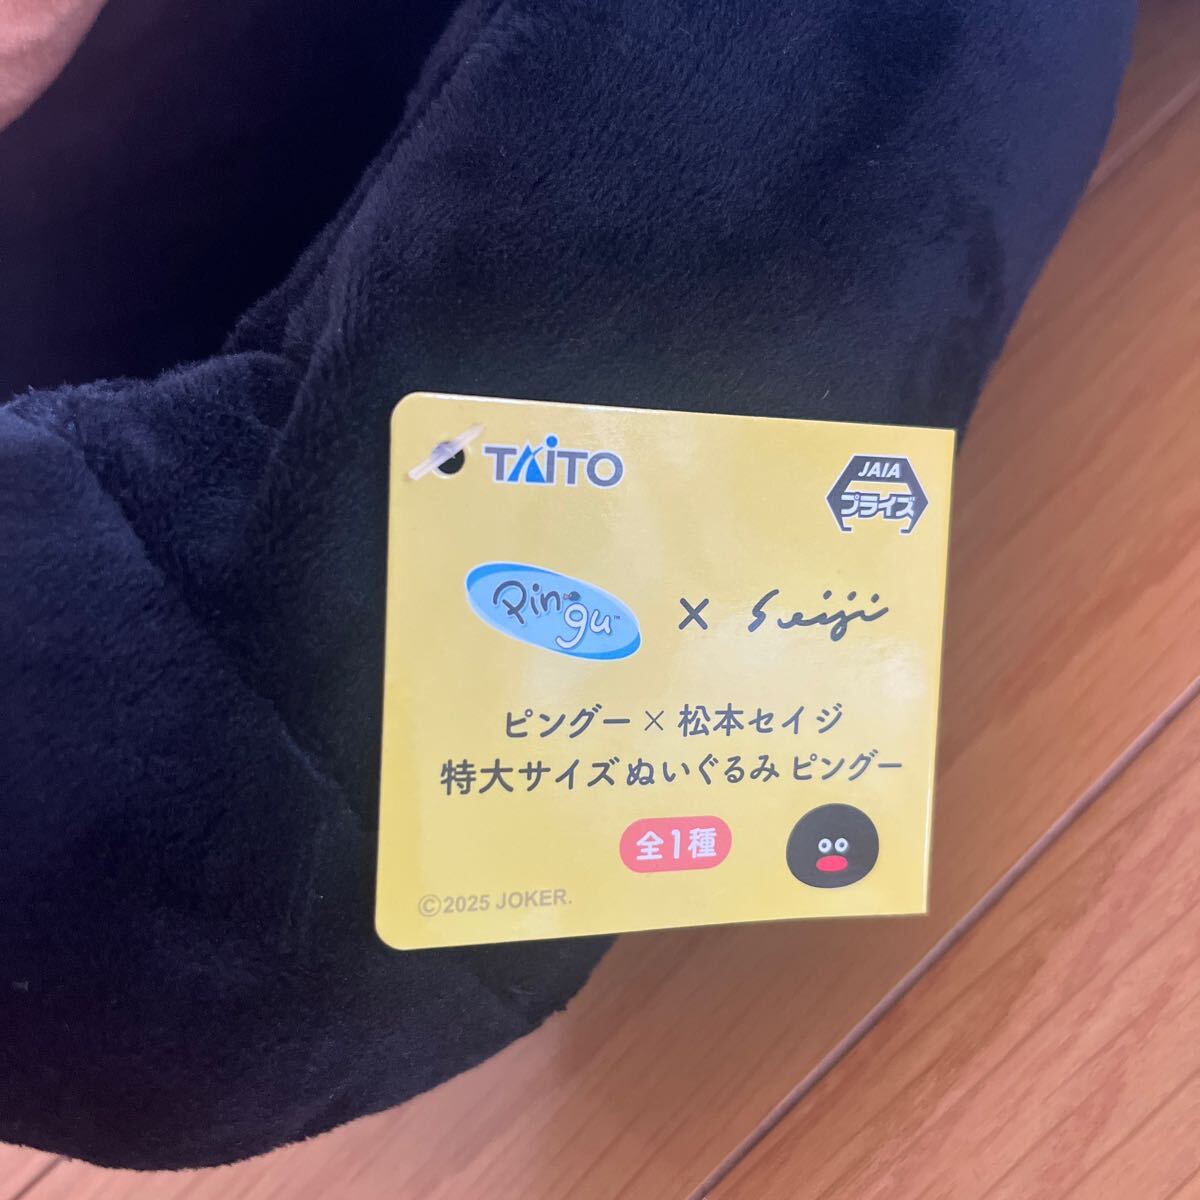 TAITO
JAIA
プライズ
Pingu™ × Seiji
ピングー×松本セイジ
特大サイズぬいぐるみ ピングー
全1種
©2025 JOKER.